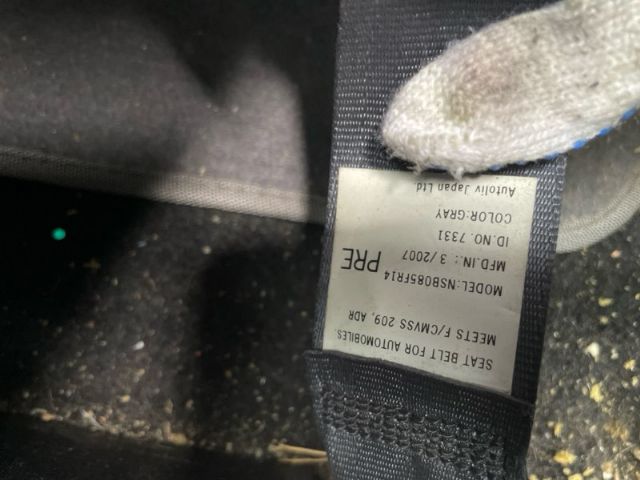 SEAT BELT FOR AUTOMOBILES
MEETS F/CMVSS 209, ADR
MODEL:NSB085FR14
MFD.IN.: 3 /2007 PRE
ID.NO. 7331
COLOR:GRAY
Autoliv Japan Ltd